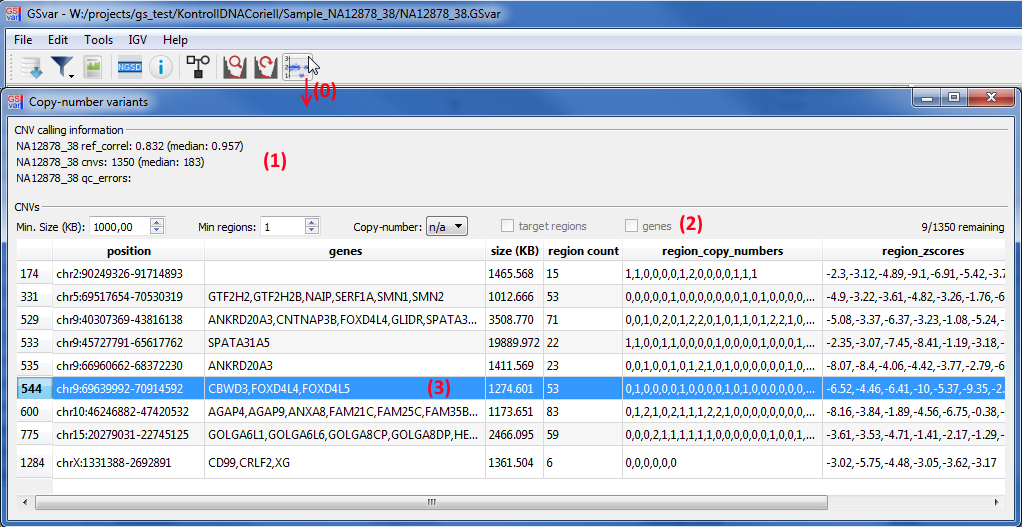 GSvar - W:/projects/gs_test/KontrollDNACoriell/Sample_NA12878_38/NA12878_38.GSvar
File Edit Tools IGV Help
NGSD
(0)
Copy-number variants
CNV calling information
NA12878_38 ref_correl: 0.832 (median: 0.957)
NA12878_38 cnvs: 1350 (median: 183)
(1)
NA12878_38 qc_errors:
CNVs
Min. Size (KB): 1000,00 Min regions: 1 Copy-number: n/a target regions genes (2) 9/1350 remaining
position genes size (KB) region count region_copy_numbers region_zscores
174 chr2:90249326-91714893 1465.568 15 1,1,0,0,0,0,1,2,0,0,0,0,1,1,1 -2.3,-3.12,-4.89,-9.1,-6.91,-5.42,-3.7
331 chr5:69517654-70530319 GTF2H2,GTF2H2B,NAIP,SERF1A,SMN1,SMN2 1012.666 53 0,0,0,0,0,1,0,0,0,0,0,1,0,1,0,0,0,0,... -4.9,-3.22,-3.61,-4.82,-3.26,-1.76,-6
529 chr9:40307369-43816138 ANKRD20A3,CNTNAP3B,FOXD4L4,GLIDR,SPATA3... 3508.770 71 0,0,1,0,2,0,1,2,2,0,1,0,1,1,0,1,2,2,1,0,... -5.08,-3.37,-6.37,-3.23,-1.08,-5.24,-
533 chr9:45727791-65617762 SPATA31A5 19889.972 22 1,1,0,0,1,1,0,0,0,0,0,1,0,0,1,0,0,0,... -2.35,-3.07,-7.45,-8.41,-1.19,-3.18,-
535 chr9:66960662-68372230 ANKRD20A3 1411.569 23 0,0,0,0,0,1,0,0,0,0,0,0,0,0,1,0,0,1,... -8.07,-8.4,-4.06,-4.42,-3.77,-2.79,-6
544 chr9:69639992-70914592 CBWD3,FOXD4L4,FOXD4L5 (3) 1274.601 53 0,1,0,0,0,0,1,0,0,0,1,0,0,0,0,0,0,0,... -6.52,-4.46,-6.41,-10,-5.37,-9.35,-2.
600 chr10:46246882-47420532 AGAP4,AGAP9,ANXA8,FAM21C,FAM25C,FAM35B... 1173.651 83 0,1,2,1,0,2,1,1,1,2,2,1,0,0,0,0,0,0,0,... -8.16,-3.84,-1.89,-4.56,-6.75,-0.38,-
775 chr15:20279031-22745125 GOLGA6L1,GOLGA6L6,GOLGA8CP,GOLGA8DP,HE... 2466.095 59 0,0,0,2,1,1,1,1,1,1,0,0,0,0,0,0,1,0,0,1,... -3.61,-3.53,-4.71,-1.41,-2.17,-1.29,-
1284 chrX:1331388-2692891 CD99,CRLF2,XG 1361.504 6 0,0,0,0,0,0 -3.02,-5.75,-4.48,-3.05,-3.62,-3.17